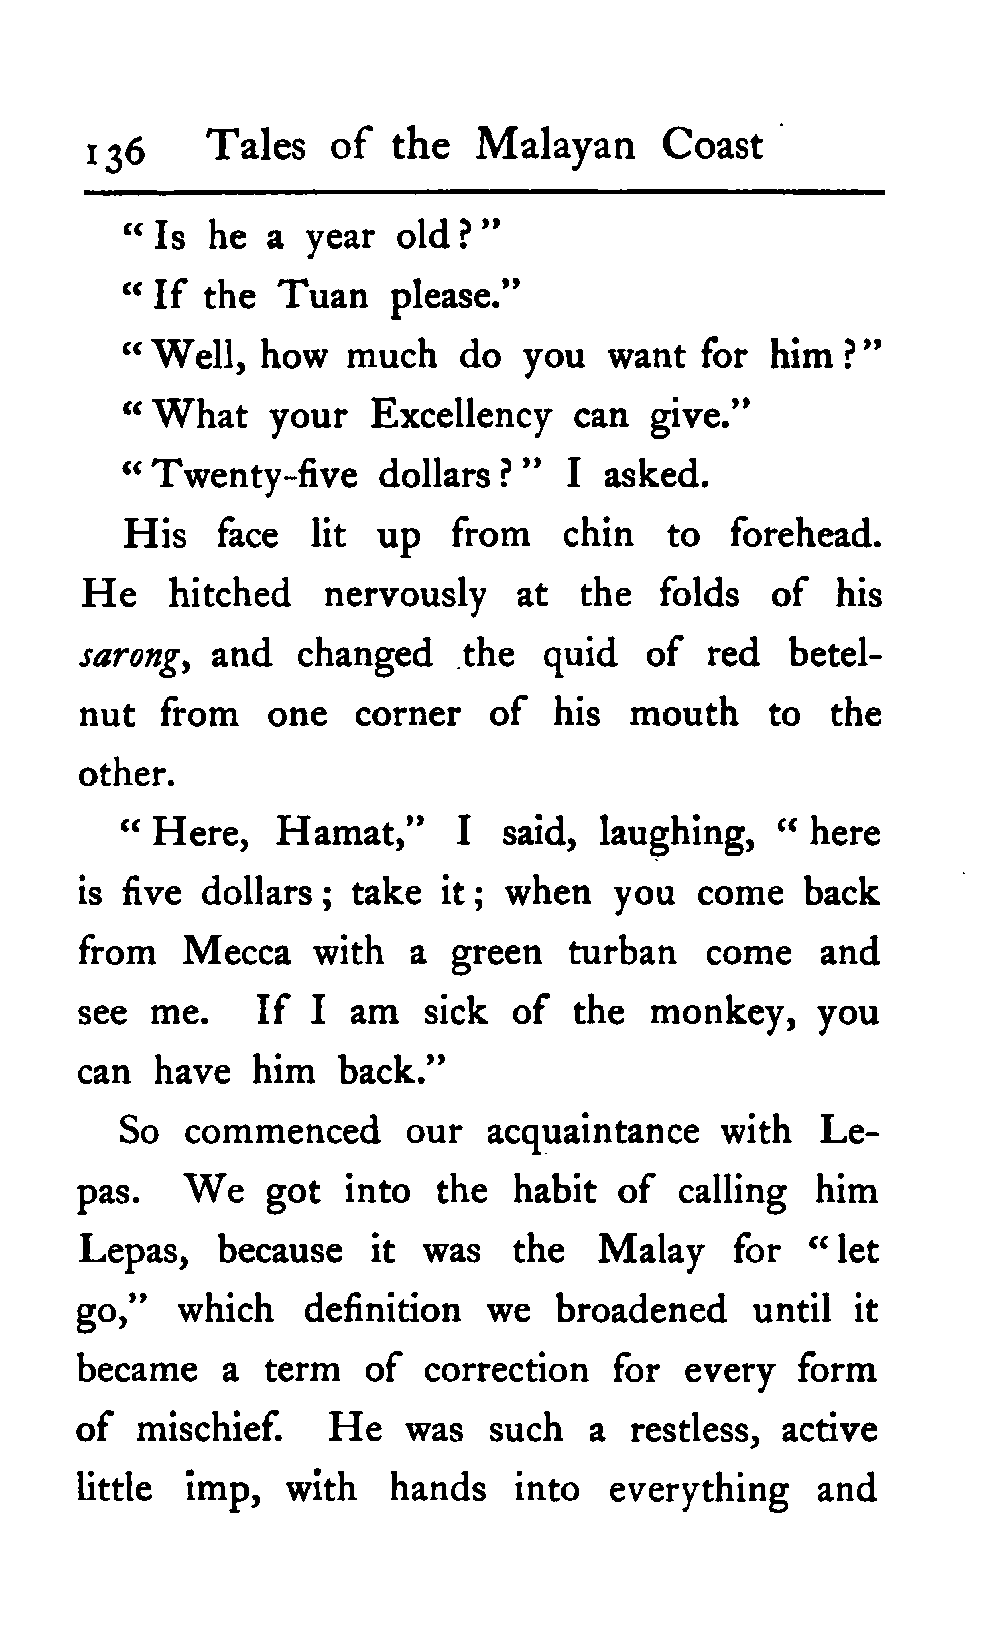 136 Tales of the Malayan Coast
“ Is he a year old ? ”
“ If the Tuan please.”
“ Well, how much do you want for him ? ”
“ What your Excellency can give.”
“ Twenty-five dollars ? ” I asked.
His face lit up from chin to forehead.
He hitched nervously at the folds of his
sarong, and changed the quid of red betel-
nut from one corner of his mouth to the
other.
“ Here, Hamat,” I said, laughing, “ here
is five dollars ; take it ; when you come back
from Mecca with a green turban come and
see me. If I am sick of the monkey, you
can have him back.”
So commenced our acquaintance with Le-
pas. We got into the habit of calling him
Lepas, because it was the Malay for “ let
go,” which definition we broadened until it
became a term of correction for every form
of mischief. He was such a restless, active
little imp, with hands into everything and